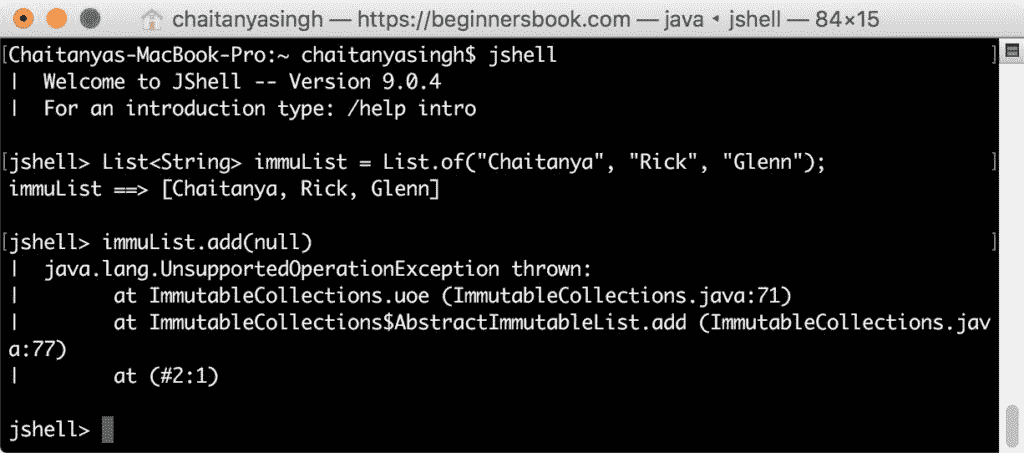 chaitanyasingh — https://beginnersbook.com — java • jshell — 84×15
[Chaitanyas-MacBook-Pro:~ chaitanyasingh$ jshell ]
| Welcome to JShell -- Version 9.0.4
| For an introduction type: /help intro
[jshell> List<String> immuList = List.of("Chaitanya", "Rick", "Glenn"); ]
immuList ==> [Chaitanya, Rick, Glenn]
[jshell> immuList.add(null) ]
| java.lang.UnsupportedOperationException thrown:
| at ImmutableCollections.uoe (ImmutableCollections.java:71)
| at ImmutableCollections$AbstractImmutableList.add (ImmutableCollections.jav
a:77)
| at (#2:1)
jshell>